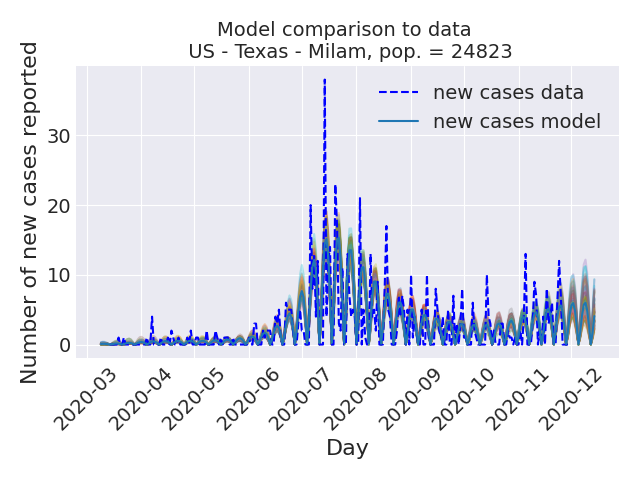 Model comparison to data
US - Texas - Milam, pop. = 24823
Number of new cases reported
new cases data
new cases model
30
20
10
0
2020-03
2020-04
2020-05
2020-06
2020-07
2020-08
2020-09
2020-10
2020-11
2020-12
Day